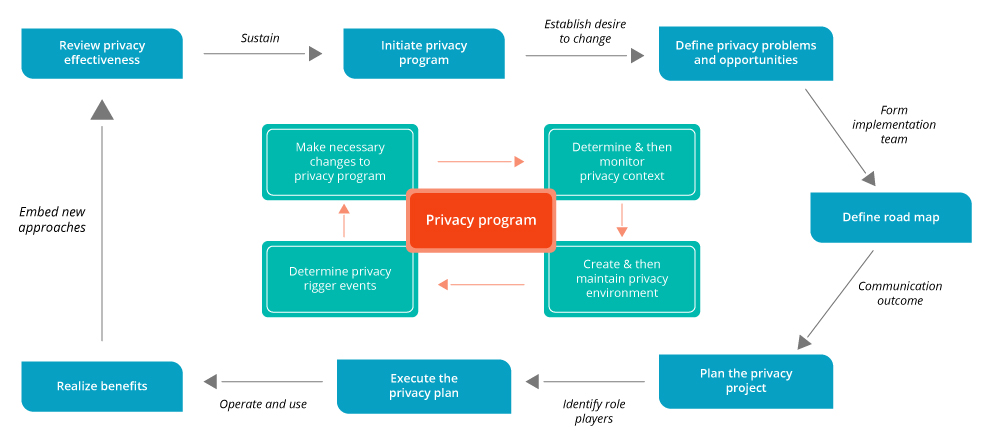 Review privacy
effectiveness
Sustain
Initiate privacy
program
Establish desire
to change
Define privacy problems
and opportunities
Form
implementation
team
Make necessary
changes to
privacy program
Determine & then
monitor
privacy context
Privacy program
Define road map
Embed new
approaches
Determine privacy
rigger events
Create & then
maintain privacy
environment
Communication
outcome
Realize benefits
Operate and use
Execute the
privacy plan
Identify role
players
Plan the privacy
project